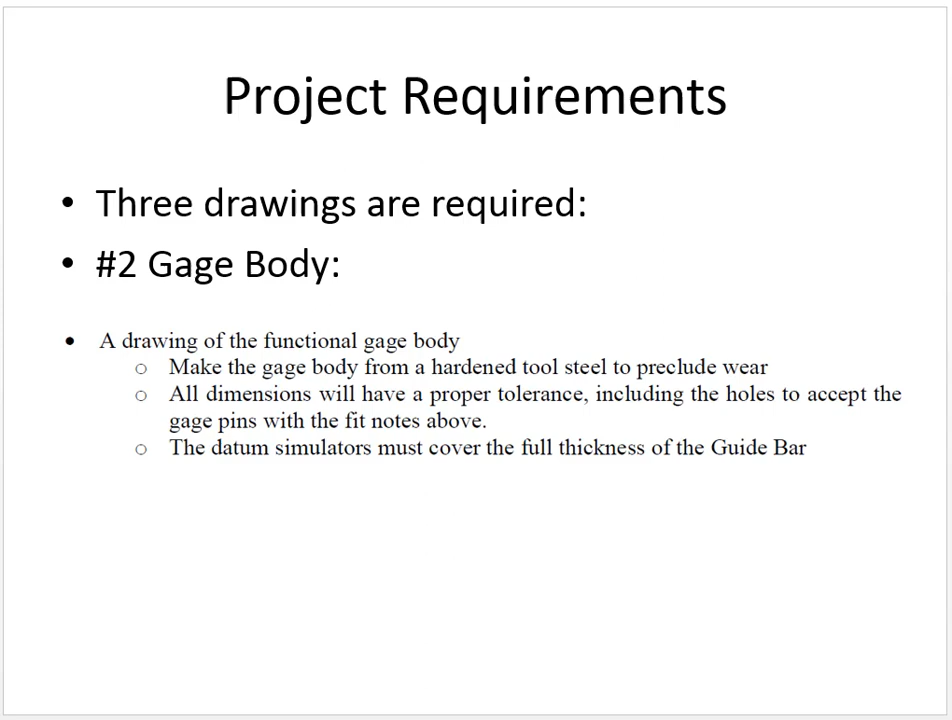 Project Requirements
• Three drawings are required:
• #2 Gage Body:
• A drawing of the functional gage body
○ Make the gage body from a hardened tool steel to preclude wear
○ All dimensions will have a proper tolerance, including the holes to accept the
gage pins with the fit notes above.
○ The datum simulators must cover the full thickness of the Guide Bar